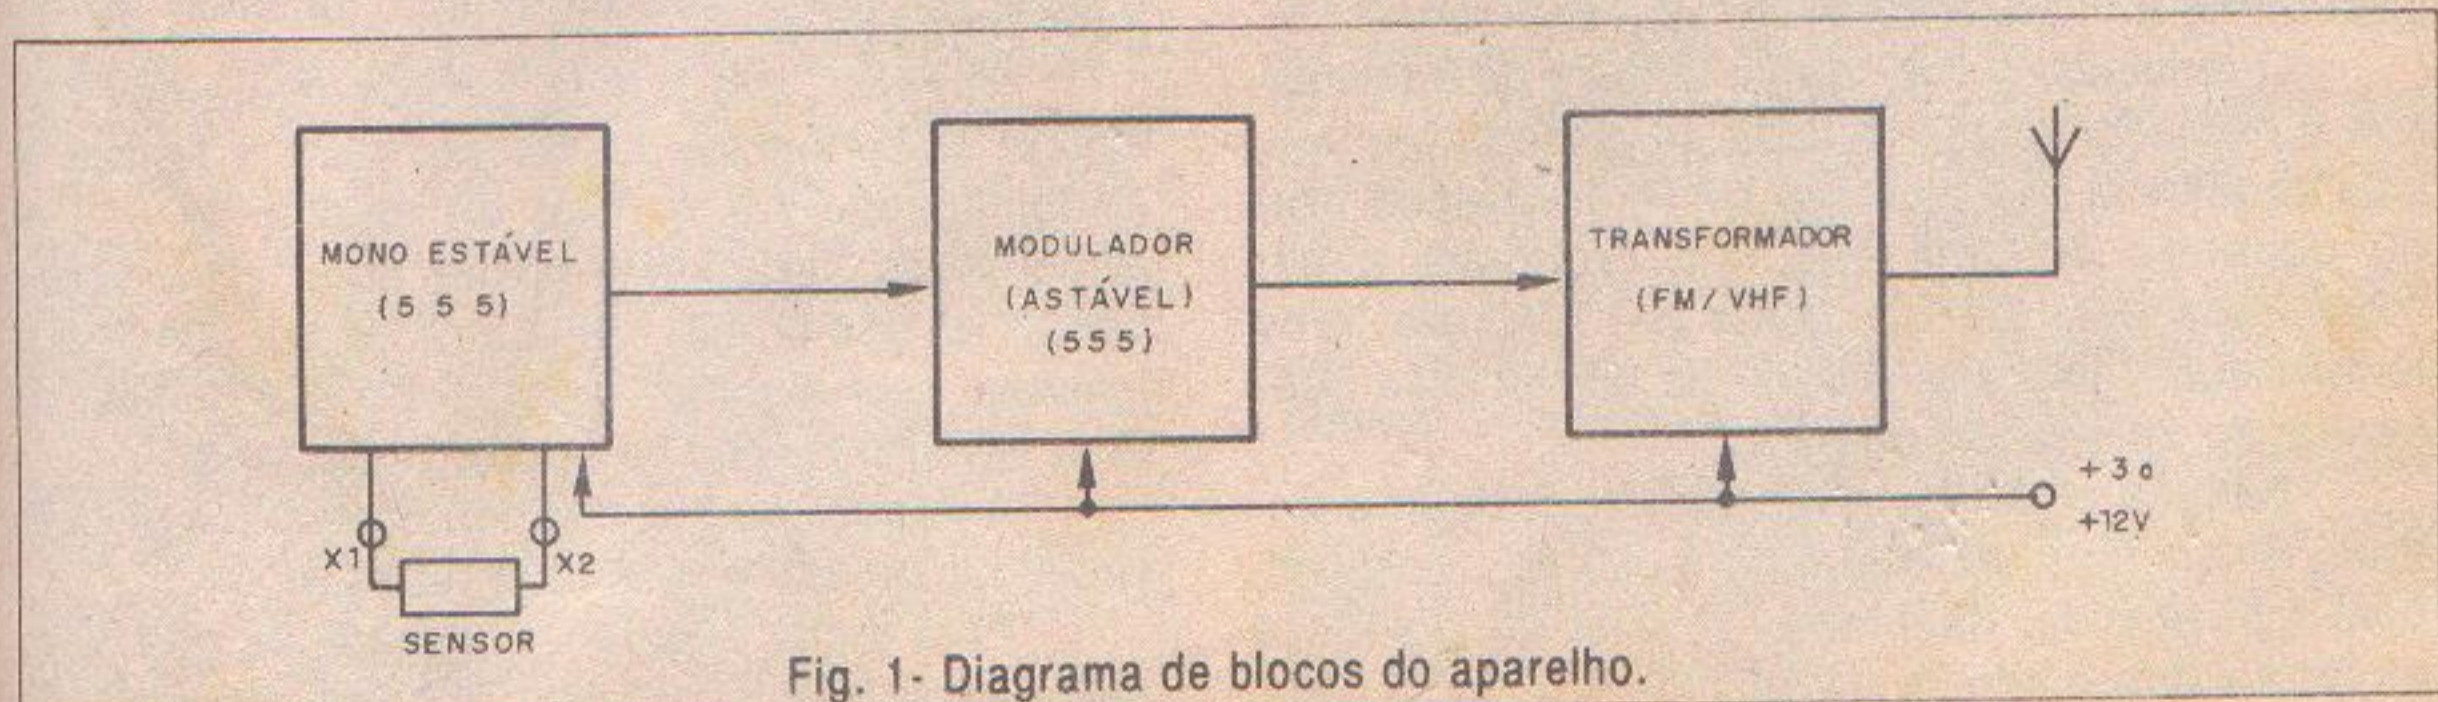 MONO ESTÁVEL
(5 5 5)
MODULADOR
(ASTÁVEL)
(555)
TRANSFORMADOR
(FM/VHF)
+3 a
+12V
X1
X2
SENSOR
Fig. 1- Diagrama de blocos do aparelho.